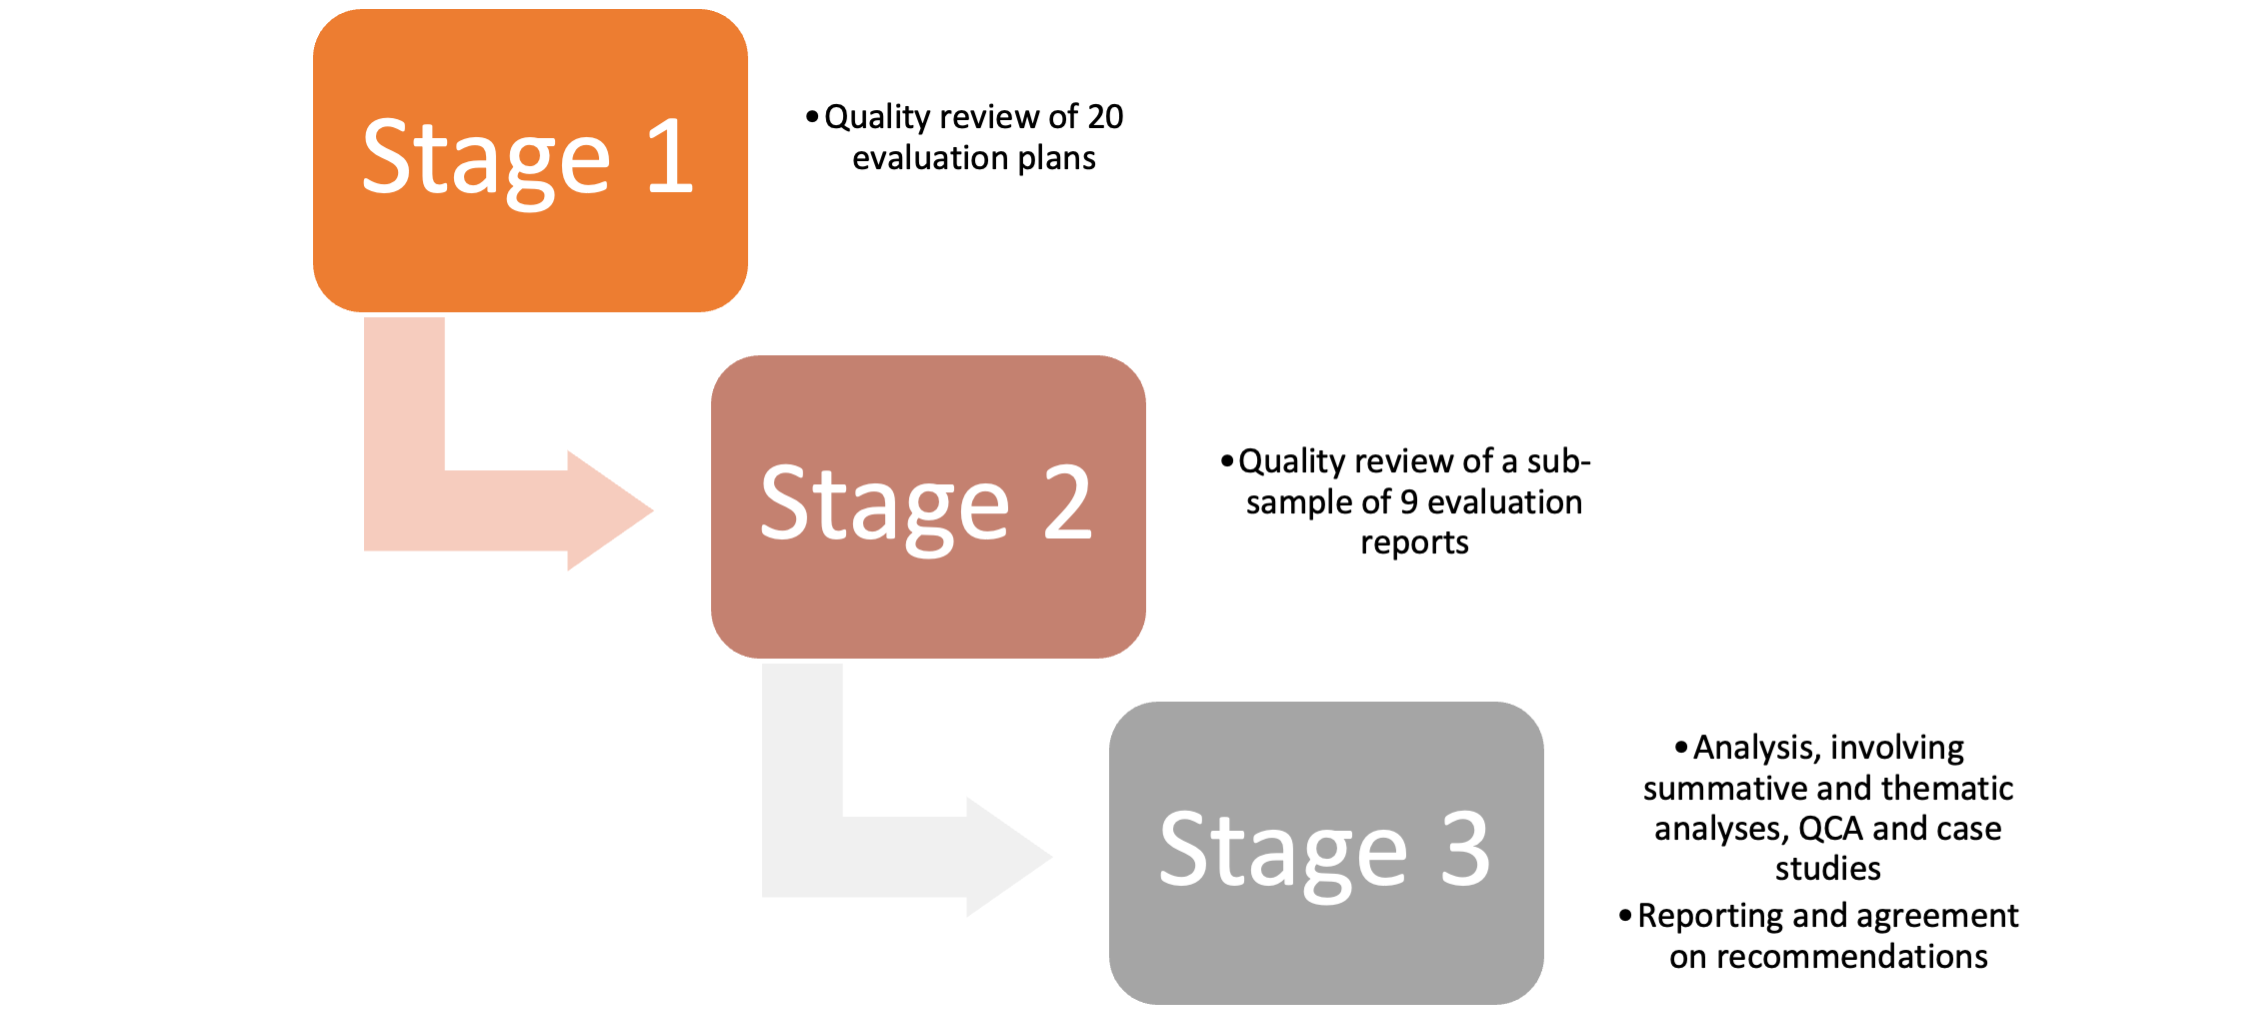 Stage 1
•Quality review of 20
evaluation plans
Stage 2
•Quality review of a sub-
sample of 9 evaluation
reports
Stage 3
•Analysis, involving
summative and thematic
analyses, QCA and case
studies
•Reporting and agreement
on recommendations